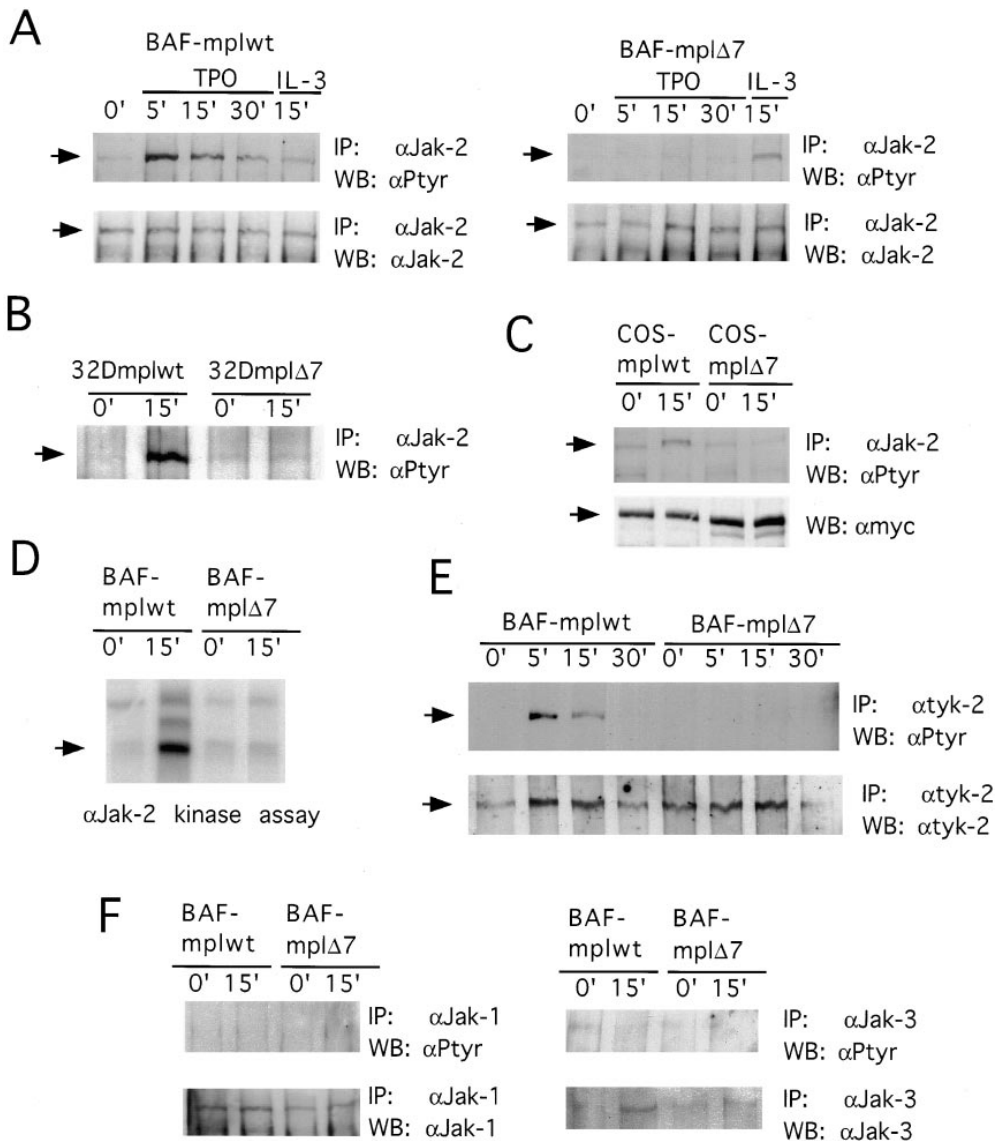 A
BAF-mplwt
TPO IL-3
0' 5' 15' 30' 15'
IP: αJak-2
WB: αPtyr
IP: αJak-2
WB: αJak-2
BAF-mplΔ7
TPO IL-3
0' 5' 15' 30' 15'
IP: αJak-2
WB: αPtyr
IP: αJak-2
WB: αJak-2
B
32Dmplwt 32DmplΔ7
0' 15' 0' 15'
IP: αJak-2
WB: αPtyr
C
COS- COS-
mplwt mplΔ7
0' 15' 0' 15'
IP: αJak-2
WB: αPtyr
WB: αmyc
D
BAF- BAF-
mplwt mplΔ7
0' 15' 0' 15'
αJak-2 kinase assay
E
BAF-mplwt BAF-mplΔ7
0' 5' 15' 30' 0' 5' 15' 30'
IP: αtyk-2
WB: αPtyr
IP: αtyk-2
WB: αtyk-2
F
BAF- BAF-
mplwt mplΔ7
0' 15' 0' 15'
IP: αJak-1
WB: αPtyr
IP: αJak-1
WB: αJak-1
BAF- BAF-
mplwt mplΔ7
0' 15' 0' 15'
IP: αJak-3
WB: αPtyr
IP: αJak-3
WB: αJak-3